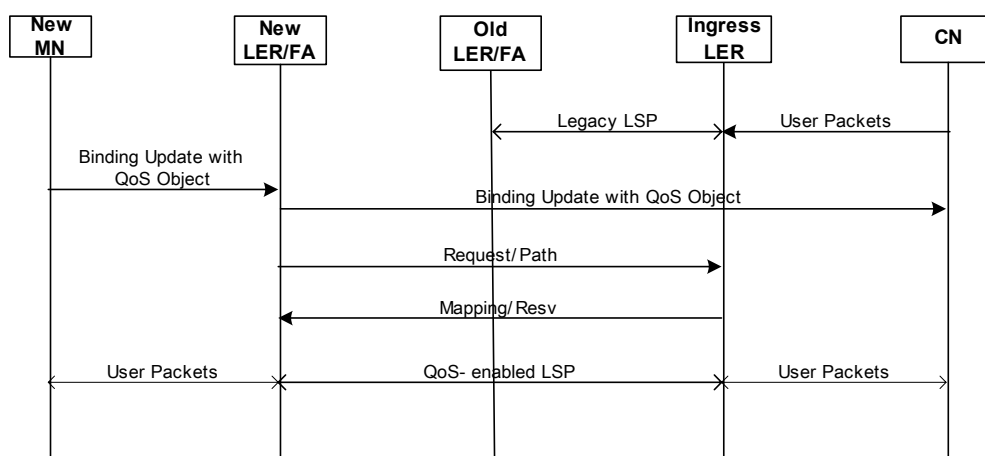 New
MN
New
LER/FA
Old
LER/FA
Ingress
LER
CN
Legacy LSP
User Packets
Binding Update with
QoS Object
Binding Update with QoS Object
Request/ Path
Mapping/ Resv
User Packets
QoS- enabled LSP
User Packets